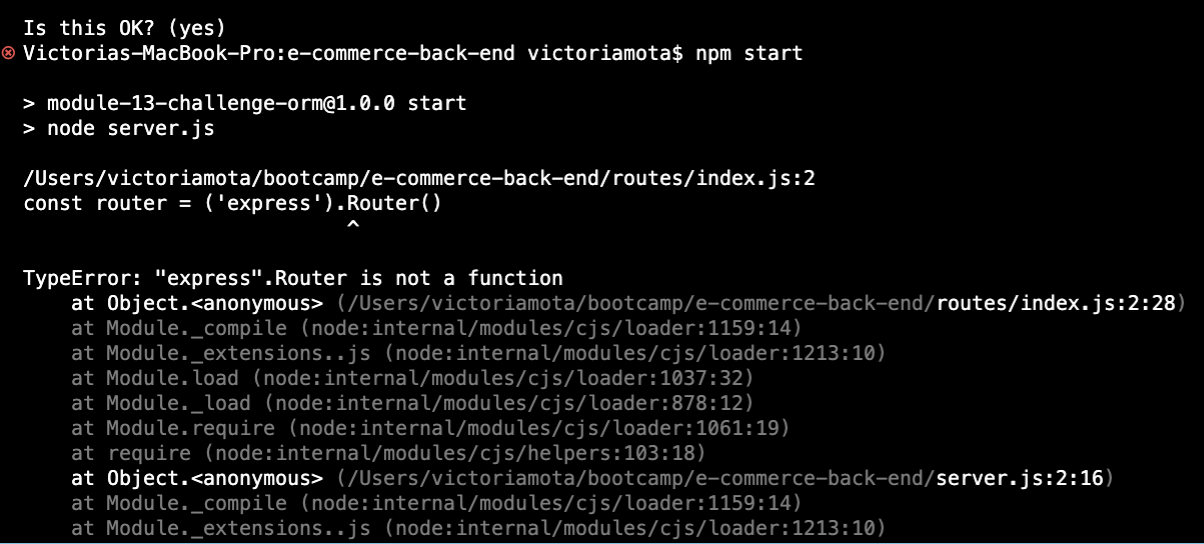 Is this OK? (yes)
Victorias-MacBook-Pro:e-commerce-back-end victoriamota$ npm start
> module-13-challenge-orm@1.0.0 start
> node server.js
/Users/victoriamota/bootcamp/e-commerce-back-end/routes/index.js:2
const router = ('express').Router()
^
TypeError: "express".Router is not a function
at Object.<anonymous> (/Users/victoriamota/bootcamp/e-commerce-back-end/routes/index.js:2:28)
at Module._compile (node:internal/modules/cjs/loader:1159:14)
at Module._extensions..js (node:internal/modules/cjs/loader:1213:10)
at Module.load (node:internal/modules/cjs/loader:1037:32)
at Module._load (node:internal/modules/cjs/loader:878:12)
at Module.require (node:internal/modules/cjs/loader:1061:19)
at require (node:internal/modules/cjs/helpers:103:18)
at Object.<anonymous> (/Users/victoriamota/bootcamp/e-commerce-back-end/server.js:2:16)
at Module._compile (node:internal/modules/cjs/loader:1159:14)
at Module._extensions..js (node:internal/modules/cjs/loader:1213:10)